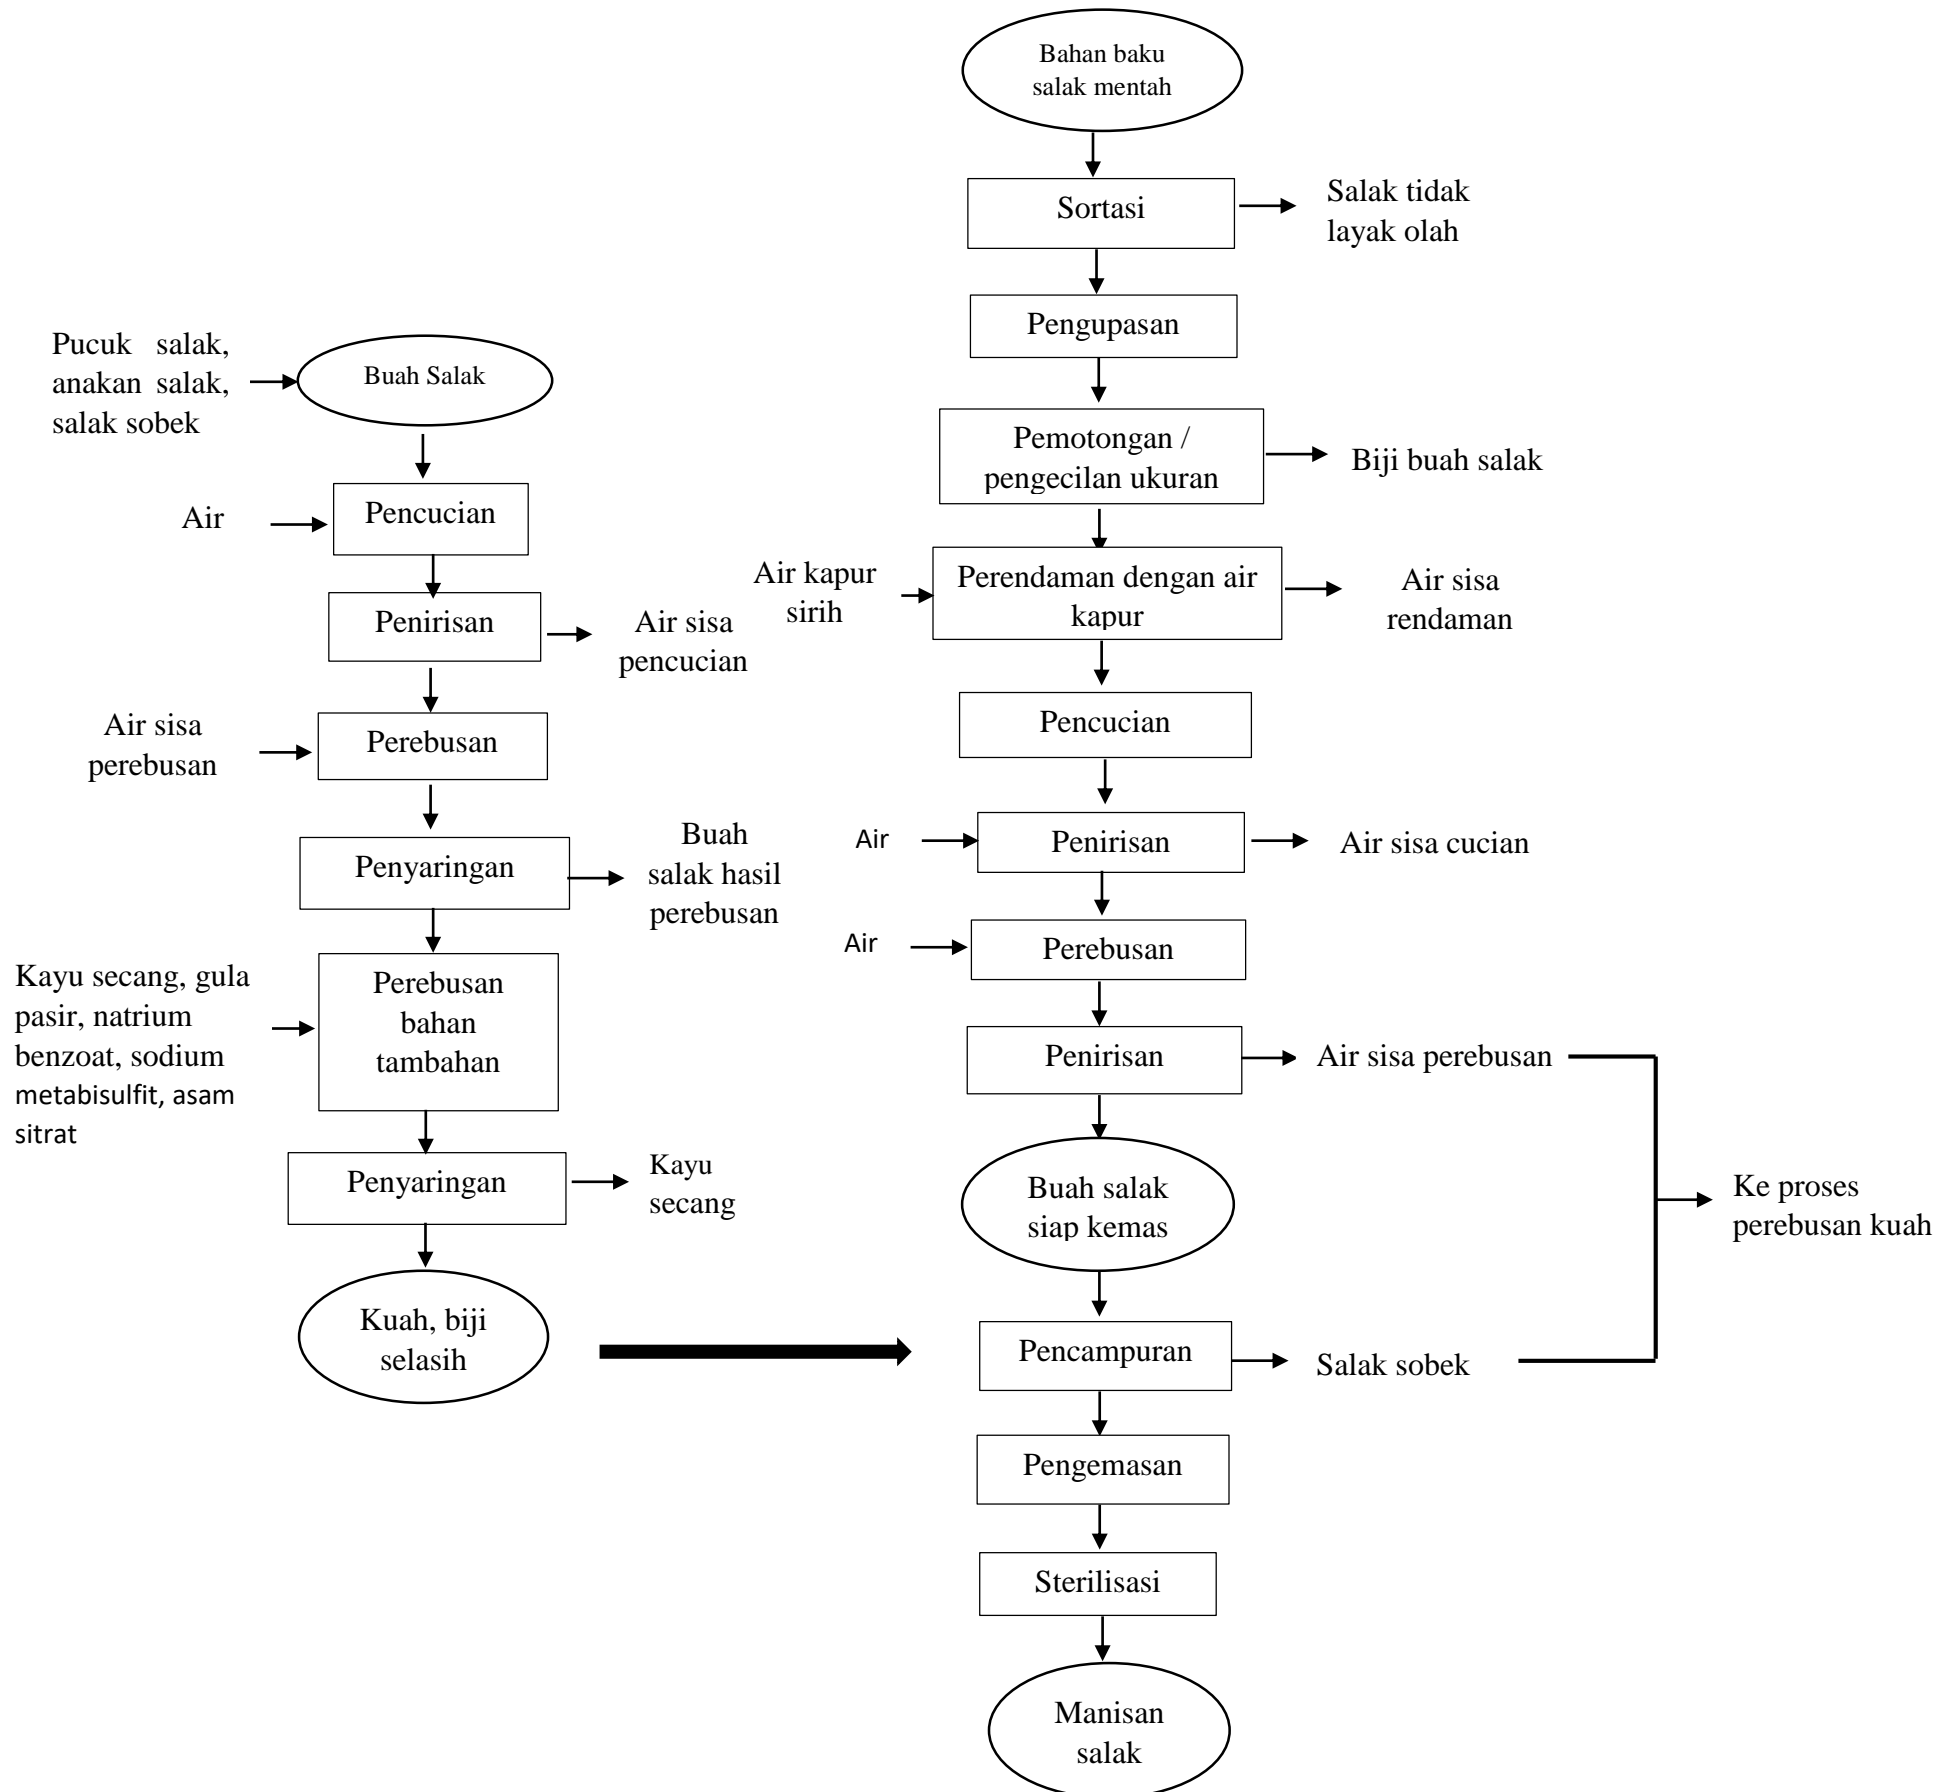 Bahan baku
salak mentah
Sortasi
Salak tidak
layak olah
Pengupasan
Pemotongan /
pengecilan ukuran
Biji buah salak
Air kapur
sirih
Perendaman dengan air
kapur
Air sisa
rendaman
Pencucian
Air
Penirisan
Air sisa cucian
Air
Perebusan
Penirisan
Air sisa perebusan
Buah salak
siap kemas
Ke proses
perebusan kuah
Pencampuran
Salak sobek
Pengemasan
Sterilisasi
Manisan
salak
Pucuk salak,
anakan salak,
salak sobek
Buah Salak
Air
Pencucian
Penirisan
Air sisa
pencucian
Air sisa
perebusan
Perebusan
Penyaringan
Buah
salak hasil
perebusan
Kayu secang, gula
pasir, natrium
benzoat, sodium
metabisulfit, asam
sitrat
Perebusan
bahan
tambahan
Penyaringan
Kayu
secang
Kuah, biji
selasih